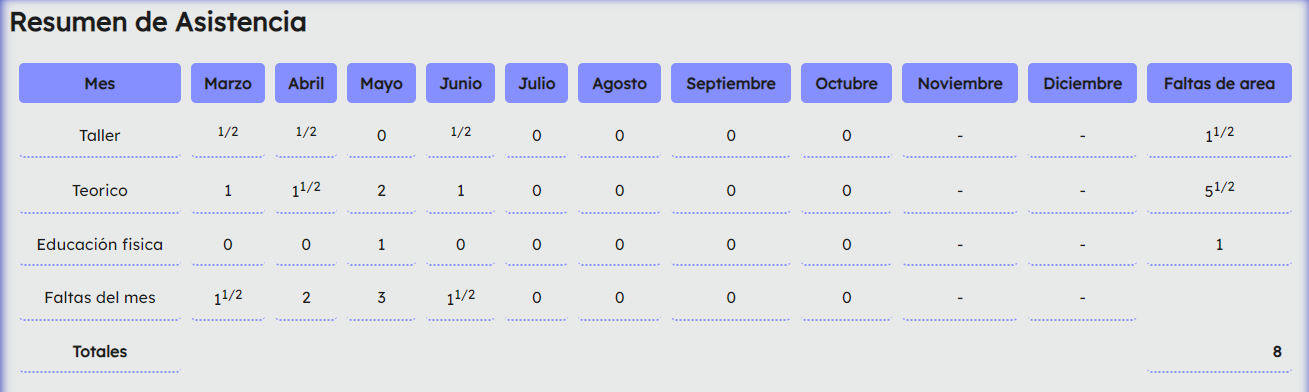 Resumen de Asistencia
Mes Marzo Abril Mayo Junio Julio Agosto Septiembre Octubre Noviembre Diciembre Faltas de area
Taller 1/2 1/2 0 1/2 0 0 0 0 - - 1 1/2
Teorico 1 1 1/2 2 1 0 0 0 0 - - 5 1/2
Educación fisica 0 0 1 0 0 0 0 0 - - 1
Faltas del mes 1 1/2 2 3 1 1/2 0 0 0 0 - -
Totales 8